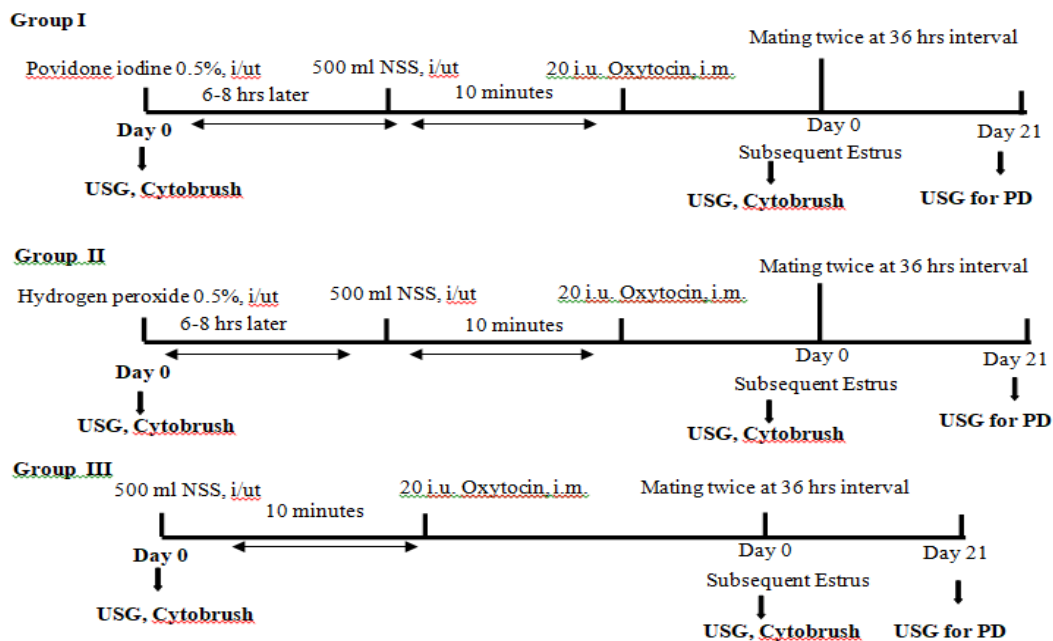 Group I
Mating twice at 36 hrs interval
Povidone iodine 0.5%, i/ut
500 ml NSS, i/ut
20 i.u. Oxytocin, i.m.
6-8 hrs later
10 minutes
Day 0
Day 0
Day 21
Subsequent Estrus
USG, Cytobrush
USG, Cytobrush
USG for PD
Group II
Mating twice at 36 hrs interval
Hydrogen peroxide 0.5%, i/ut
500 ml NSS, i/ut
20 i.u. Oxytocin, i.m.
6-8 hrs later
10 minutes
Day 0
Day 0
Day 21
Subsequent Estrus
USG, Cytobrush
USG, Cytobrush
USG for PD
Group III
500 ml NSS, i/ut
20 i.u. Oxytocin, i.m.
Mating twice at 36 hrs interval
10 minutes
Day 0
Day 0
Day 21
Subsequent Estrus
USG, Cytobrush
USG, Cytobrush
USG for PD